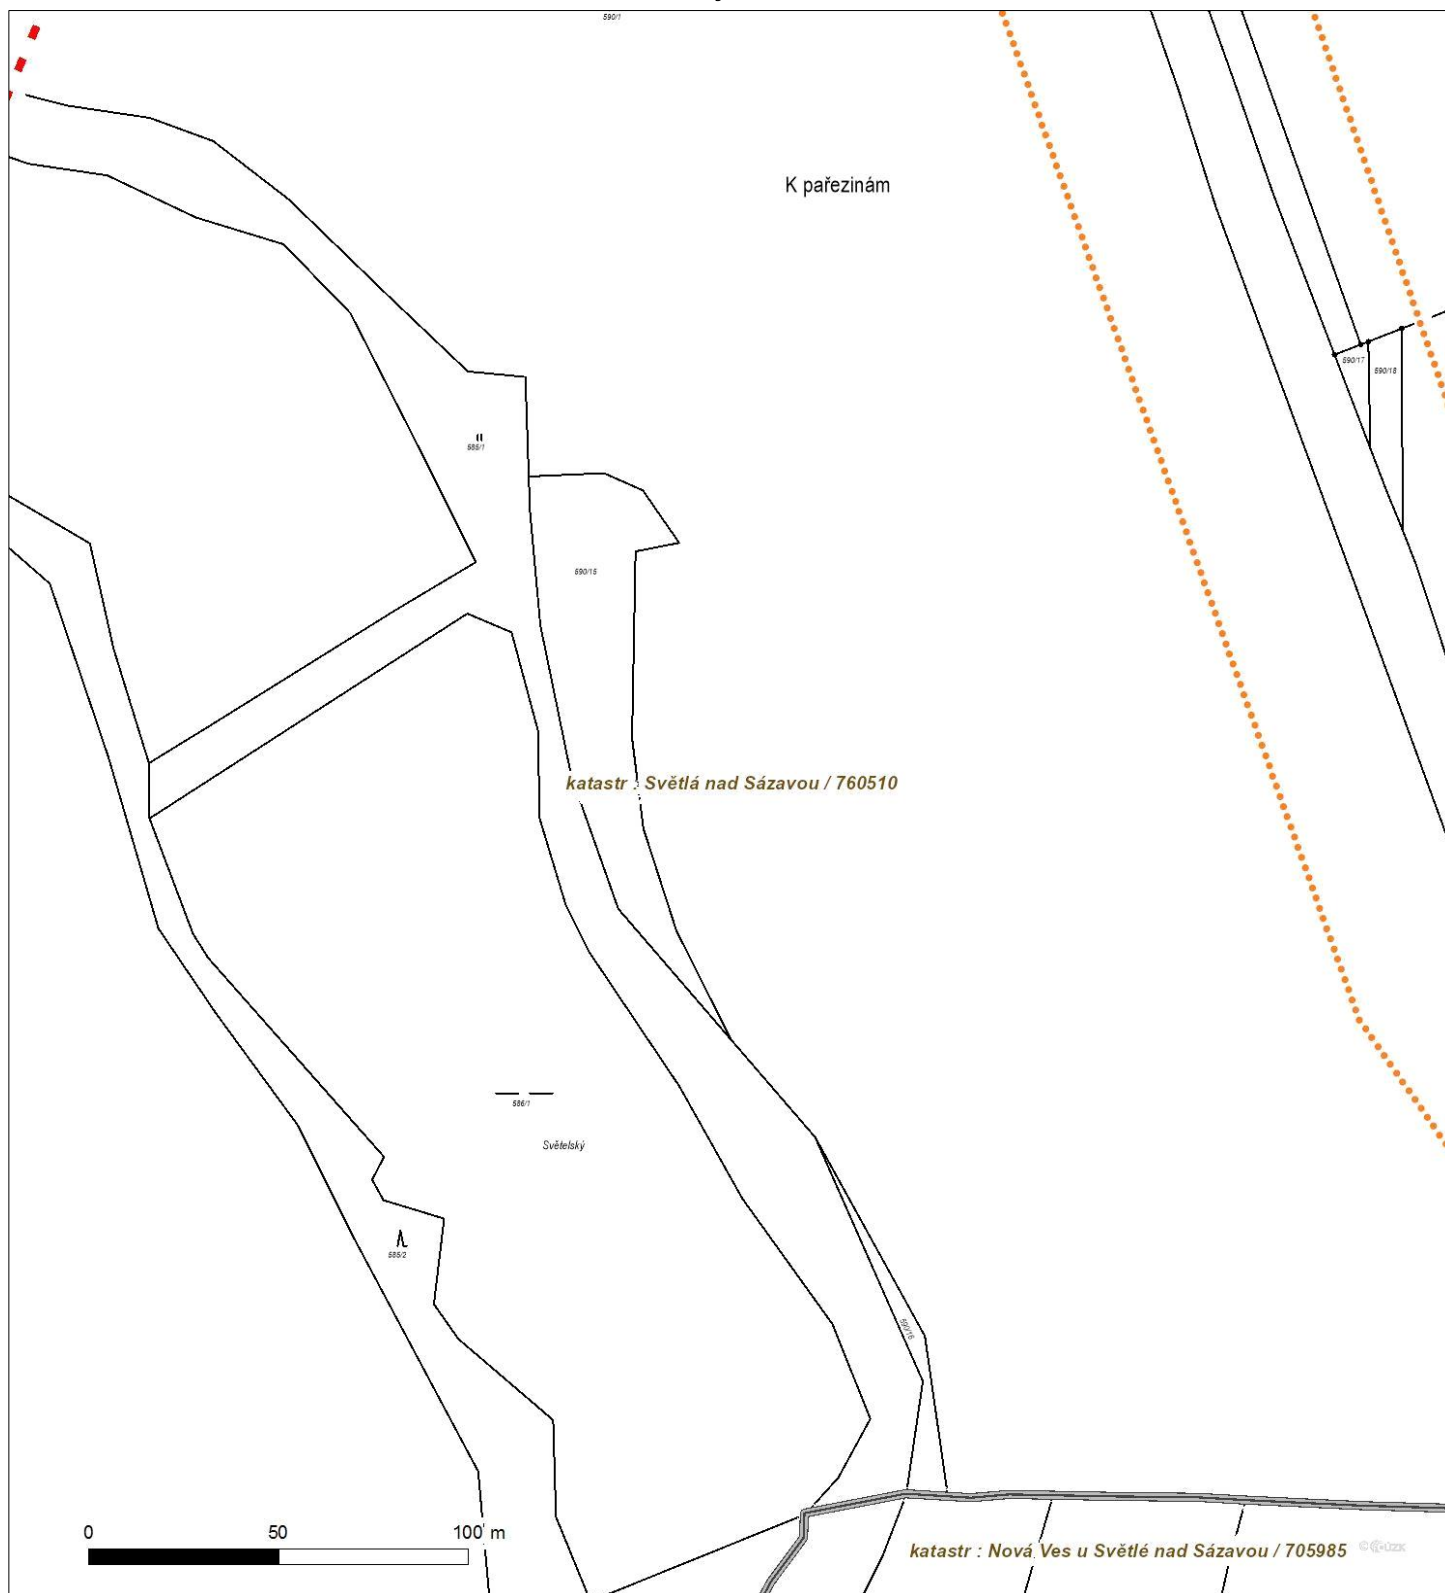 590/1
K pařezinám
590/17
590/18
585/1
590/15
katastr : Světlá nad Sázavou / 760510
586/1
Světelský
585/2
590/16
0 50 100 m
katastr : Nová Ves u Světlé nad Sázavou / 705985
© ČÚZK